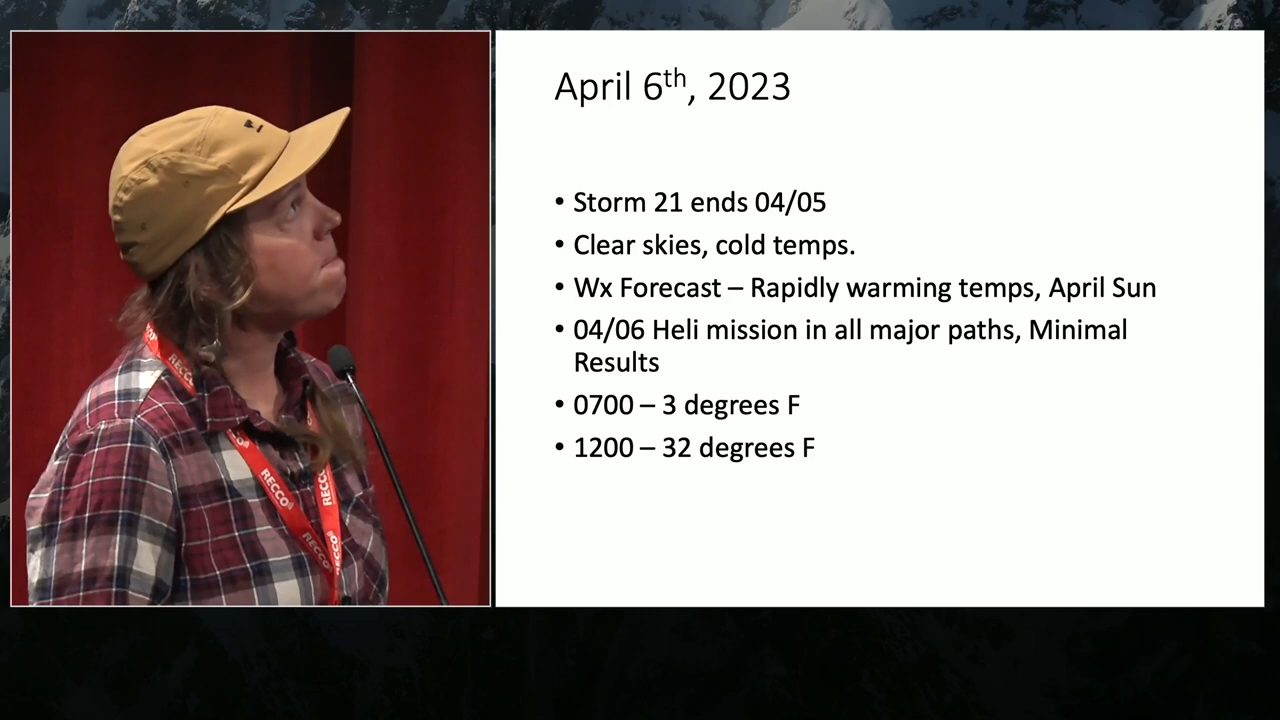 April 6th, 2023
• Storm 21 ends 04/05
• Clear skies, cold temps.
• Wx Forecast – Rapidly warming temps, April Sun
• 04/06 Heli mission in all major paths, Minimal
Results
• 0700 – 3 degrees F
• 1200 – 32 degrees F
RECCO
RECCO
RECCO
RECCO